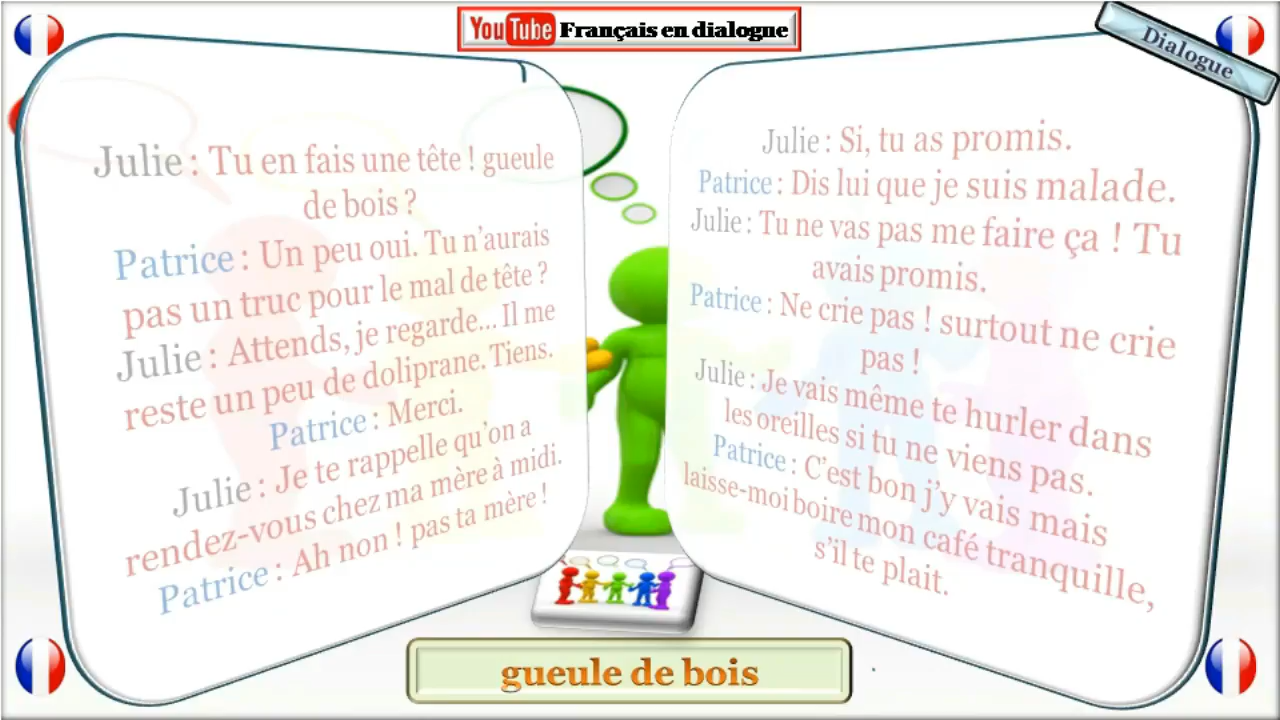 YouTube Français en dialogue
Dialogue
Julie : Tu en fais une tête ! gueule
de bois ?
Patrice : Un peu oui. Tu n'aurais
pas un truc pour le mal de tête ?
Julie : Attends, je regarde... Il me
reste un peu de doliprane. Tiens.
Patrice : Merci.
Julie : Je te rappelle qu'on a
rendez-vous chez ma mère à midi.
Patrice : Ah non ! pas ta mère !
Julie : Si, tu as promis.
Patrice : Dis lui que je suis malade.
Julie : Tu ne vas pas me faire ça ! Tu
avais promis.
Patrice : Ne crie pas ! surtout ne crie
pas !
Julie : Je vais même te hurler dans
les oreilles si tu ne viens pas.
Patrice : C'est bon j'y vais mais
laisse-moi boire mon café tranquille,
s'il te plait.
gueule de bois